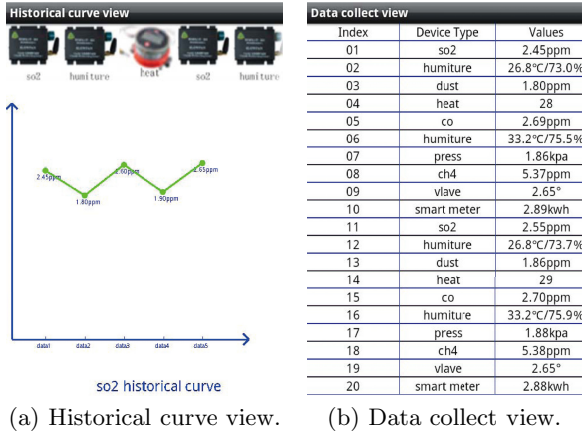 Historical curve view
so2 humiture heat so2 humiture
2.45ppm 1.80ppm 2.60ppm 1.90ppm 2.65ppm
data1 data2 data3 data4 data5
so2 historical curve
(a) Historical curve view.
Data collect view
Index Device Type Values
01 so2 2.45ppm
02 humiture 26.8℃/73.0%
03 dust 1.80ppm
04 heat 28
05 co 2.69ppm
06 humiture 33.2℃/75.5%
07 press 1.86kpa
08 ch4 5.37ppm
09 vlave 2.65°
10 smart meter 2.89kwh
11 so2 2.55ppm
12 humiture 26.8℃/73.7%
13 dust 1.86ppm
14 heat 29
15 co 2.70ppm
16 humiture 33.2℃/75.9%
17 press 1.88kpa
18 ch4 5.38ppm
19 vlave 2.65°
20 smart meter 2.88kwh
(b) Data collect view.